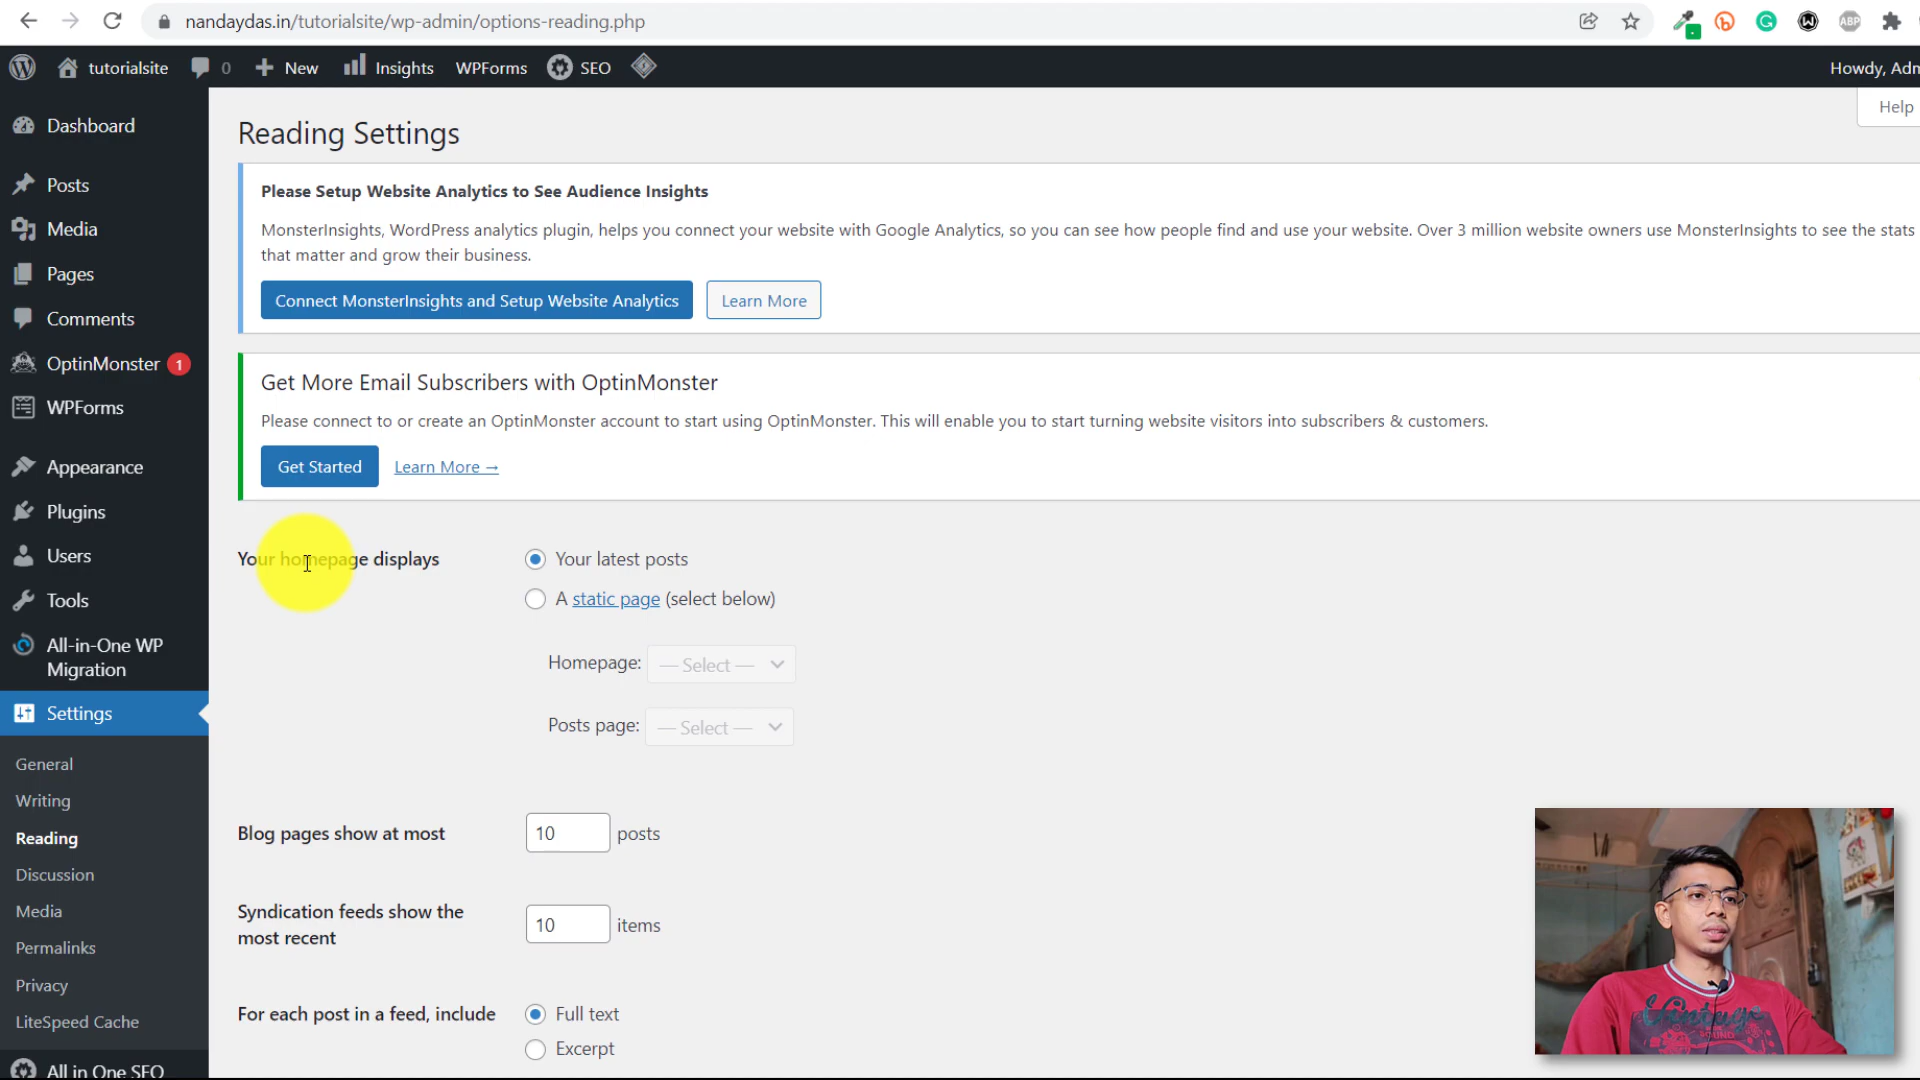 nandaydas.in/tutorialsite/wp-admin/options-reading.php
ABP
tutorialsite 0 New Insights WPForms SEO
Howdy, Adm
Help
Dashboard
Posts
Media
Pages
Comments
OptinMonster 1
WPForms
Appearance
Plugins
Users
Tools
All-in-One WP
Migration
Settings
General
Writing
Reading
Discussion
Media
Permalinks
Privacy
LiteSpeed Cache
All in One SEO
Reading Settings
Please Setup Website Analytics to See Audience Insights
MonsterInsights, WordPress analytics plugin, helps you connect your website with Google Analytics, so you can see how people find and use your website. Over 3 million website owners use MonsterInsights to see the stats
that matter and grow their business.
Connect MonsterInsights and Setup Website Analytics Learn More
Get More Email Subscribers with OptinMonster
Please connect to or create an OptinMonster account to start using OptinMonster. This will enable you to start turning website visitors into subscribers & customers.
Get Started Learn More →
Your homepage displays Your latest posts
A static page (select below)
Homepage: — Select —
Posts page: — Select —
Blog pages show at most 10 posts
Syndication feeds show the
most recent 10 items
For each post in a feed, include Full text
Excerpt